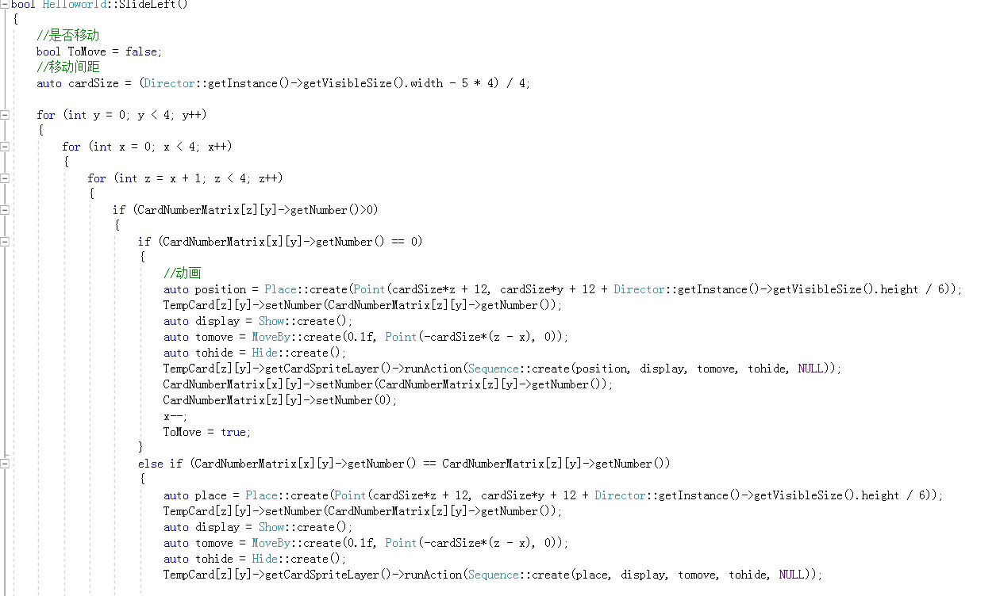 bool Helloworld::SlideLeft()
{
//是否移动
bool ToMove = false;
//移动间距
auto cardSize = (Director::getInstance()->getVisibleSize().width - 5 * 4) / 4;
for (int y = 0; y < 4; y++)
{
for (int x = 0; x < 4; x++)
{
for (int z = x + 1; z < 4; z++)
{
if (CardNumberMatrix[z][y]->getNumber()>0)
{
if (CardNumberMatrix[x][y]->getNumber() == 0)
{
//动画
auto position = Place::create(Point(cardSize*z + 12, cardSize*y + 12 + Director::getInstance()->getVisibleSize().height / 6));
TempCard[z][y]->setNumber(CardNumberMatrix[z][y]->getNumber());
auto display = Show::create();
auto tomove = MoveBy::create(0.1f, Point(-cardSize*(z - x), 0));
auto tohide = Hide::create();
TempCard[z][y]->getCardSpriteLayer()->runAction(Sequence::create(position, display, tomove, tohide, NULL));
CardNumberMatrix[x][y]->setNumber(CardNumberMatrix[z][y]->getNumber());
CardNumberMatrix[z][y]->setNumber(0);
x--;
ToMove = true;
}
else if (CardNumberMatrix[x][y]->getNumber() == CardNumberMatrix[z][y]->getNumber())
{
auto place = Place::create(Point(cardSize*z + 12, cardSize*y + 12 + Director::getInstance()->getVisibleSize().height / 6));
TempCard[z][y]->setNumber(CardNumberMatrix[z][y]->getNumber());
auto display = Show::create();
auto tomove = MoveBy::create(0.1f, Point(-cardSize*(z - x), 0));
auto tohide = Hide::create();
TempCard[z][y]->getCardSpriteLayer()->runAction(Sequence::create(place, display, tomove, tohide, NULL));